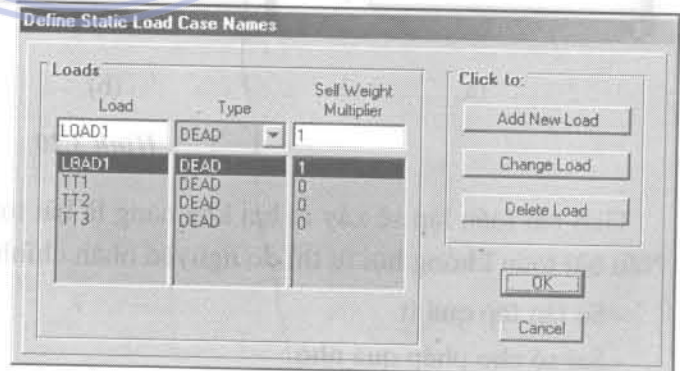 Define Static Load Case Names
Loads
Load
Type
Self Weight
Multiplier
LOAD1
DEAD
1
LOAD1
DEAD
1
TT1
DEAD
0
TT2
DEAD
0
TT3
DEAD
0
Click to:
Add New Load
Change Load
Delete Load
OK
Cancel